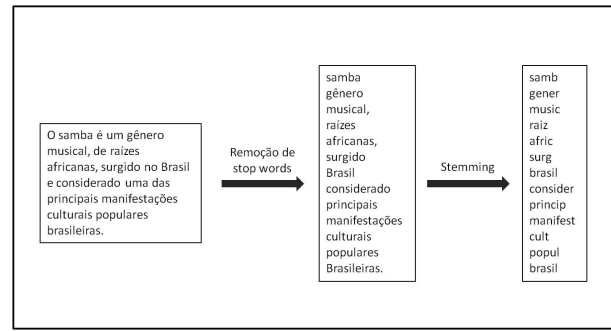 O samba é um gênero
musical, de raízes
africanas, surgido no Brasil
e considerado uma das
principais manifestações
culturais populares
brasileiras.
Remoção de
stop words
samba
gênero
musical,
raízes
africanas,
surgido
Brasil
considerado
principais
manifestações
culturais
populares
Brasileiras.
Stemming
samb
gener
music
raiz
afric
surg
brasil
consider
princip
manifest
cult
popul
brasil